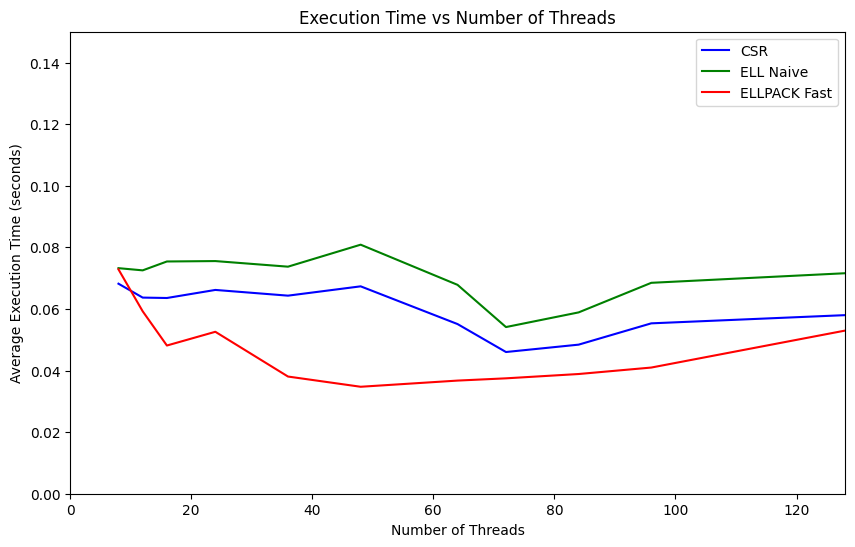 Execution Time vs Number of Threads
CSR
ELL Naive
ELLPACK Fast
Average Execution Time (seconds)
0.14
0.12
0.10
0.08
0.06
0.04
0.02
0.00
0 20 40 60 80 100 120
Number of Threads